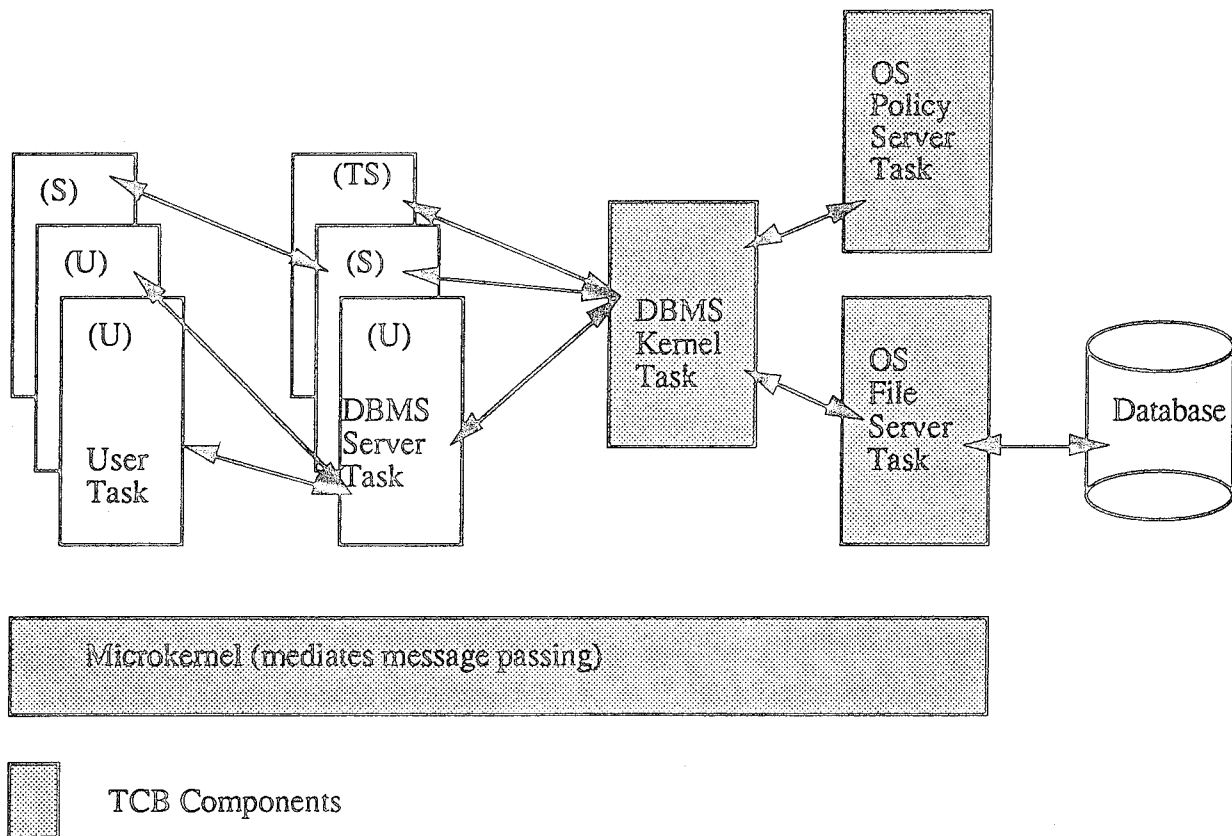 (S)
(U)
(U)
User
Task
(TS)
(S)
(U)
DBMS
Server
Task
DBMS
Kernel
Task
OS
Policy
Server
Task
OS
File
Server
Task
Database
Microkernel (mediates message passing)
TCB Components